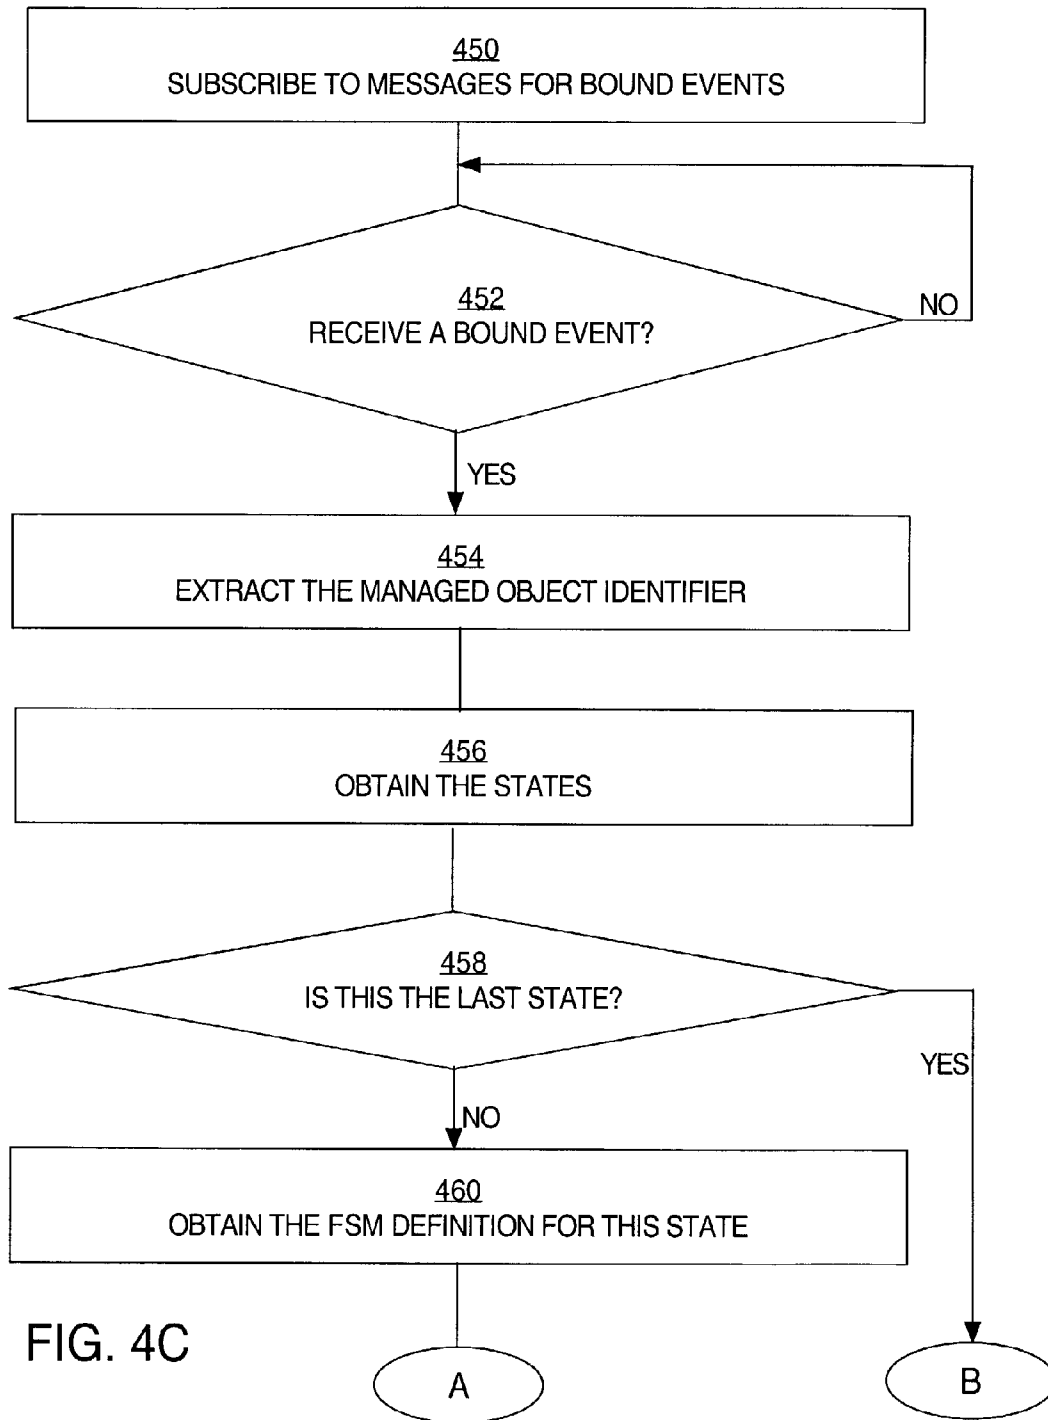 450
SUBSCRIBE TO MESSAGES FOR BOUND EVENTS
452
RECEIVE A BOUND EVENT?
NO
YES
454
EXTRACT THE MANAGED OBJECT IDENTIFIER
456
OBTAIN THE STATES
458
IS THIS THE LAST STATE?
YES
NO
460
OBTAIN THE FSM DEFINITION FOR THIS STATE
FIG. 4C
A
B